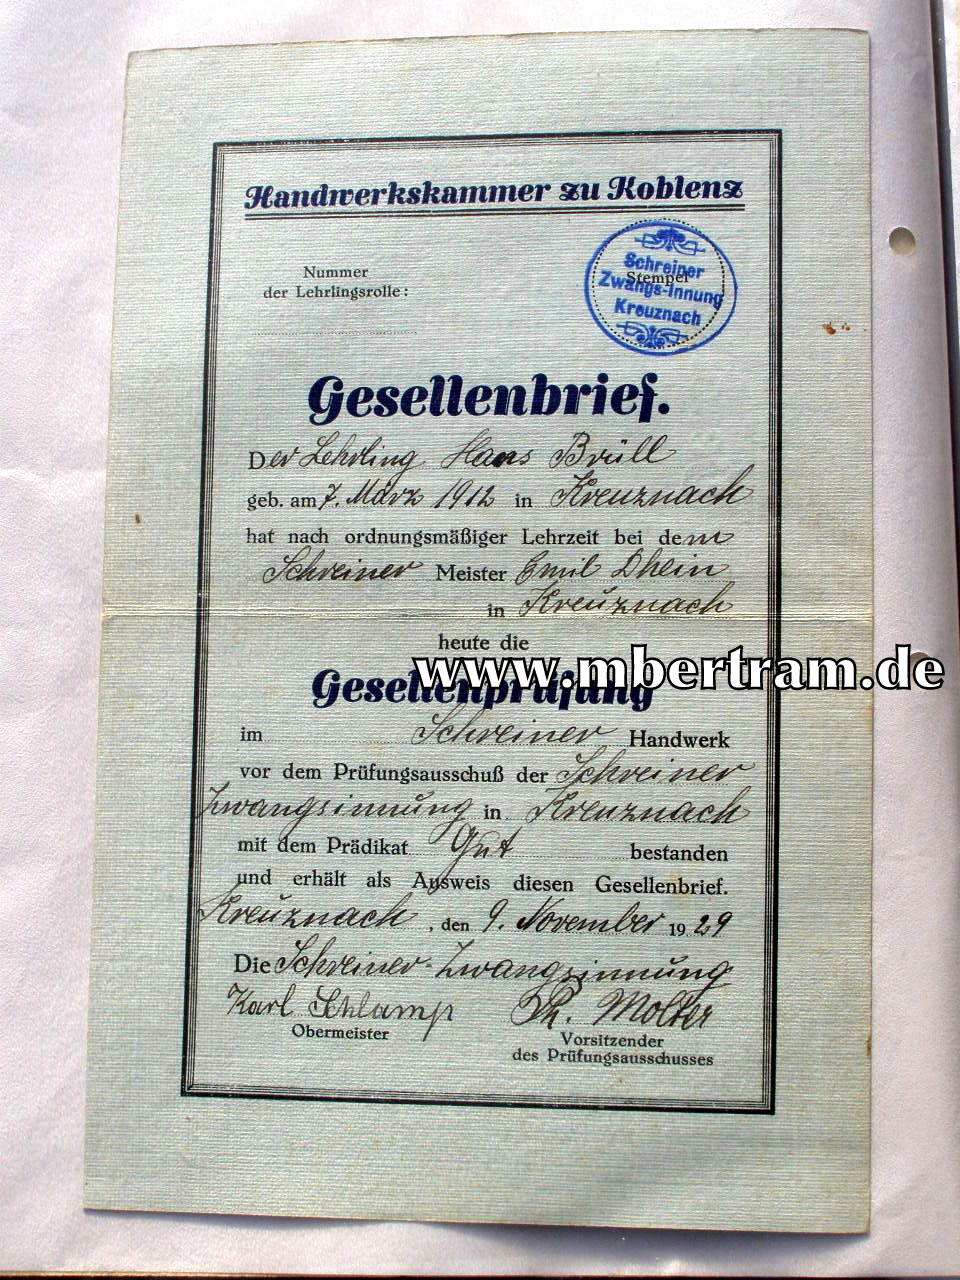 Handwerkskammer zu Koblenz
Nummer
der Lehrlingsrolle:
Stempel
Schreiner
Zwangs-Innung
Kreuznach
Gesellenbrief.
Der Lehrling Hans Brüll
geb. am 7. März 1912 in Kreuznach
hat nach ordnungsmäßiger Lehrzeit bei dem
Schreiner Meister Emil Dhein
in Kreuznach
heute die
www.mbertram.de
Gesellenprüfung
im Schreiner Handwerk
vor dem Prüfungsausschuß der Schreiner
Zwangsinnung in Kreuznach
mit dem Prädikat Gut bestanden
und erhält als Ausweis diesen Gesellenbrief.
Kreuznach, den 9. November 1929
Die Schreiner-Zwangsinnung
Karl Schlamp Ph. Molter
Obermeister Vorsitzender
des Prüfungsausschusses